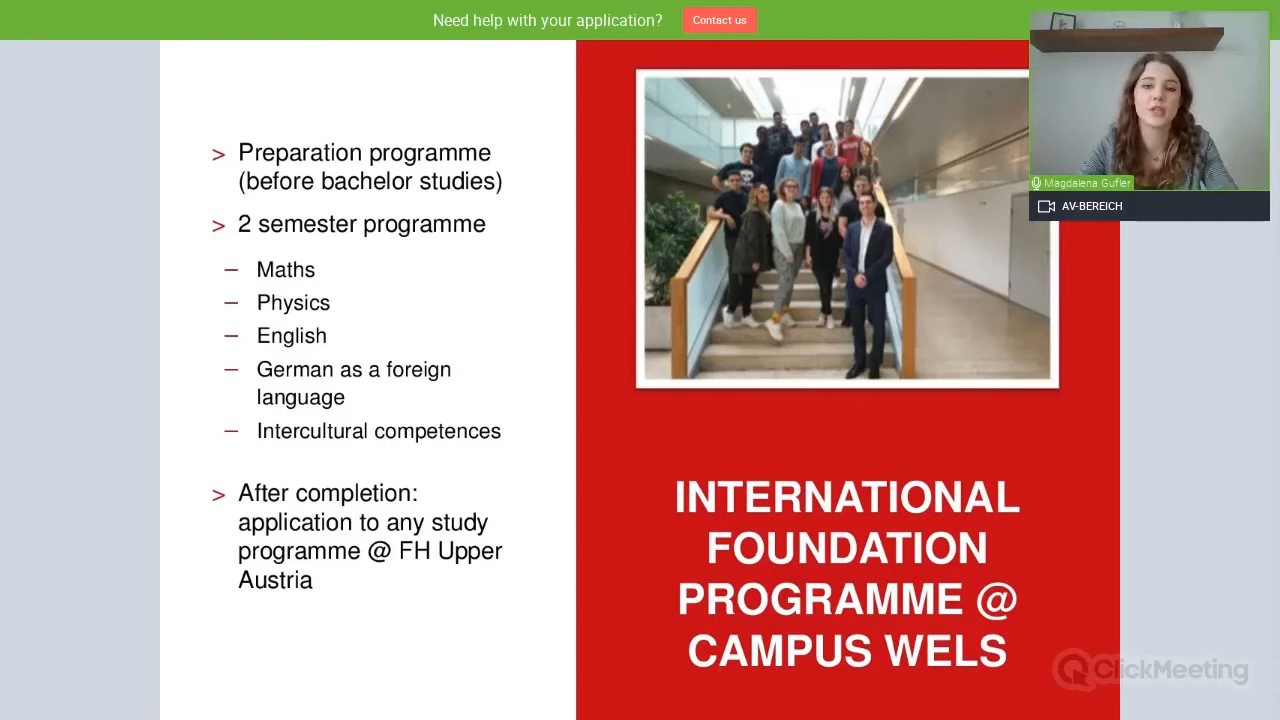 Need help with your application?
Contact us
Magdalena Gufler
AV-BEREICH
> Preparation programme
(before bachelor studies)
> 2 semester programme
– Maths
– Physics
– English
– German as a foreign
language
– Intercultural competences
> After completion:
application to any study
programme @ FH Upper
Austria
INTERNATIONAL
FOUNDATION
PROGRAMME @
CAMPUS WELS
ClickMeeting